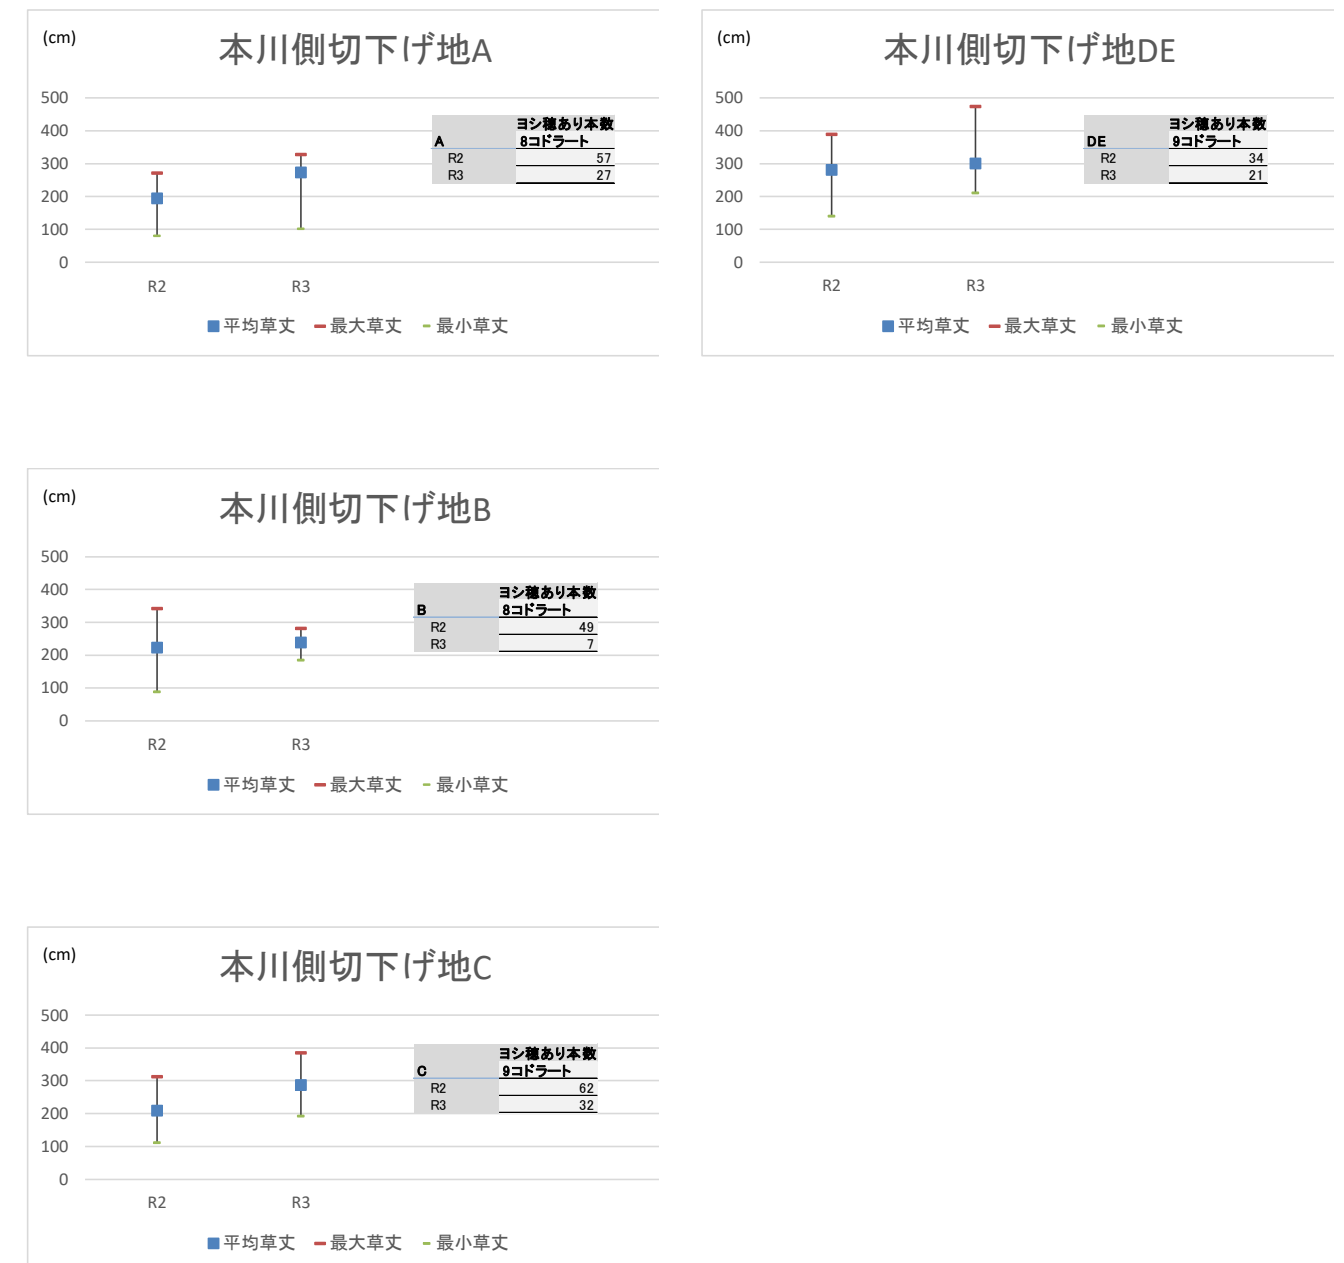 (cm)
本川側切下げ地A
500
400
300
200
100
0
R2 R3
ヨシ穂あり本数
A 8コドラート
R2 57
R3 27
平均草丈 最大草丈 最小草丈
(cm)
本川側切下げ地DE
500
400
300
200
100
0
R2 R3
ヨシ穂あり本数
DE 9コドラート
R2 34
R3 21
平均草丈 最大草丈 最小草丈
(cm)
本川側切下げ地B
500
400
300
200
100
0
R2 R3
ヨシ穂あり本数
B 8コドラート
R2 49
R3 7
平均草丈 最大草丈 最小草丈
(cm)
本川側切下げ地C
500
400
300
200
100
0
R2 R3
ヨシ穂あり本数
C 9コドラート
R2 62
R3 32
平均草丈 最大草丈 最小草丈